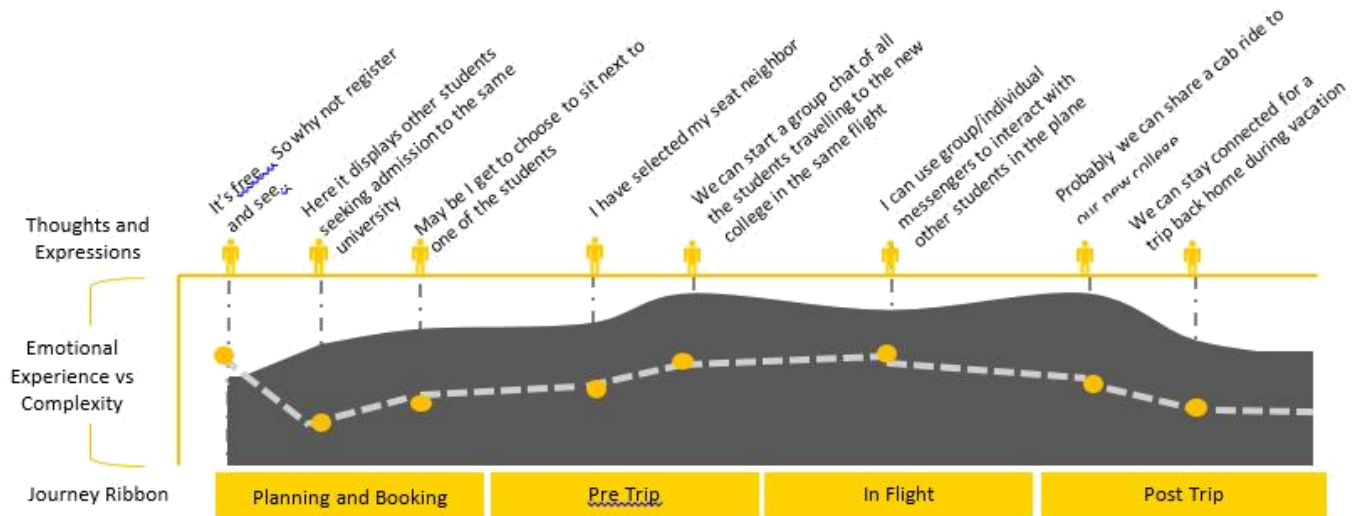 It's free... So why not register
and see..
Here it displays other students
seeking admission to the same
university
May be I get to choose to sit next to
one of the students
I have selected my seat neighbor
We can start a group chat of all
the students travelling to the new
college in the same flight
I can use group/individual
messengers to interact with
other students in the plane
Probably we can share a cab ride to
our new college
We can stay connected for a
trip back home during vacation
Thoughts and
Expressions
Emotional
Experience vs
Complexity
Journey Ribbon
Planning and Booking
Pre Trip
In Flight
Post Trip